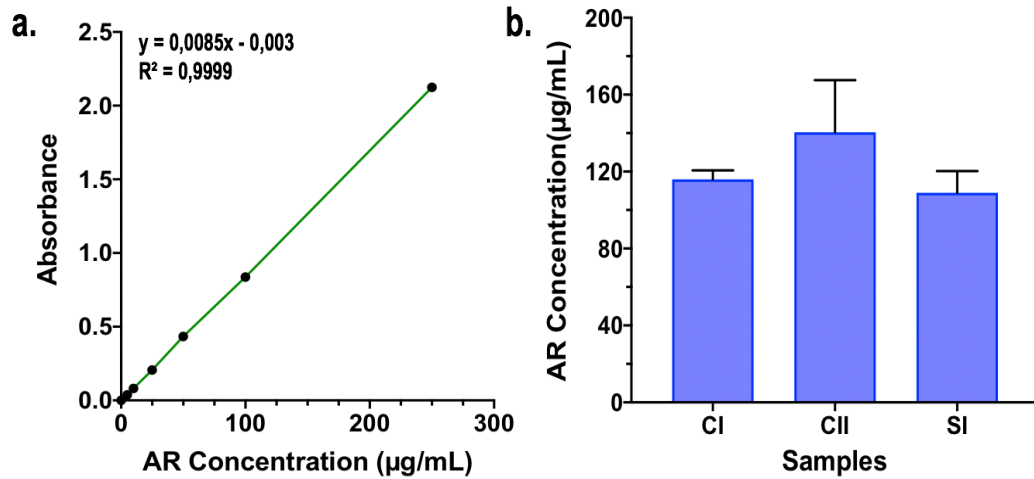 a.
y = 0,0085x - 0,003
R² = 0,9999
2.5
2.0
1.5
1.0
0.5
0.0
Absorbance
0
100
200
300
AR Concentration (µg/mL)
b.
200
160
120
80
40
0
AR Concentration(µg/mL)
CI
CII
SI
Samples